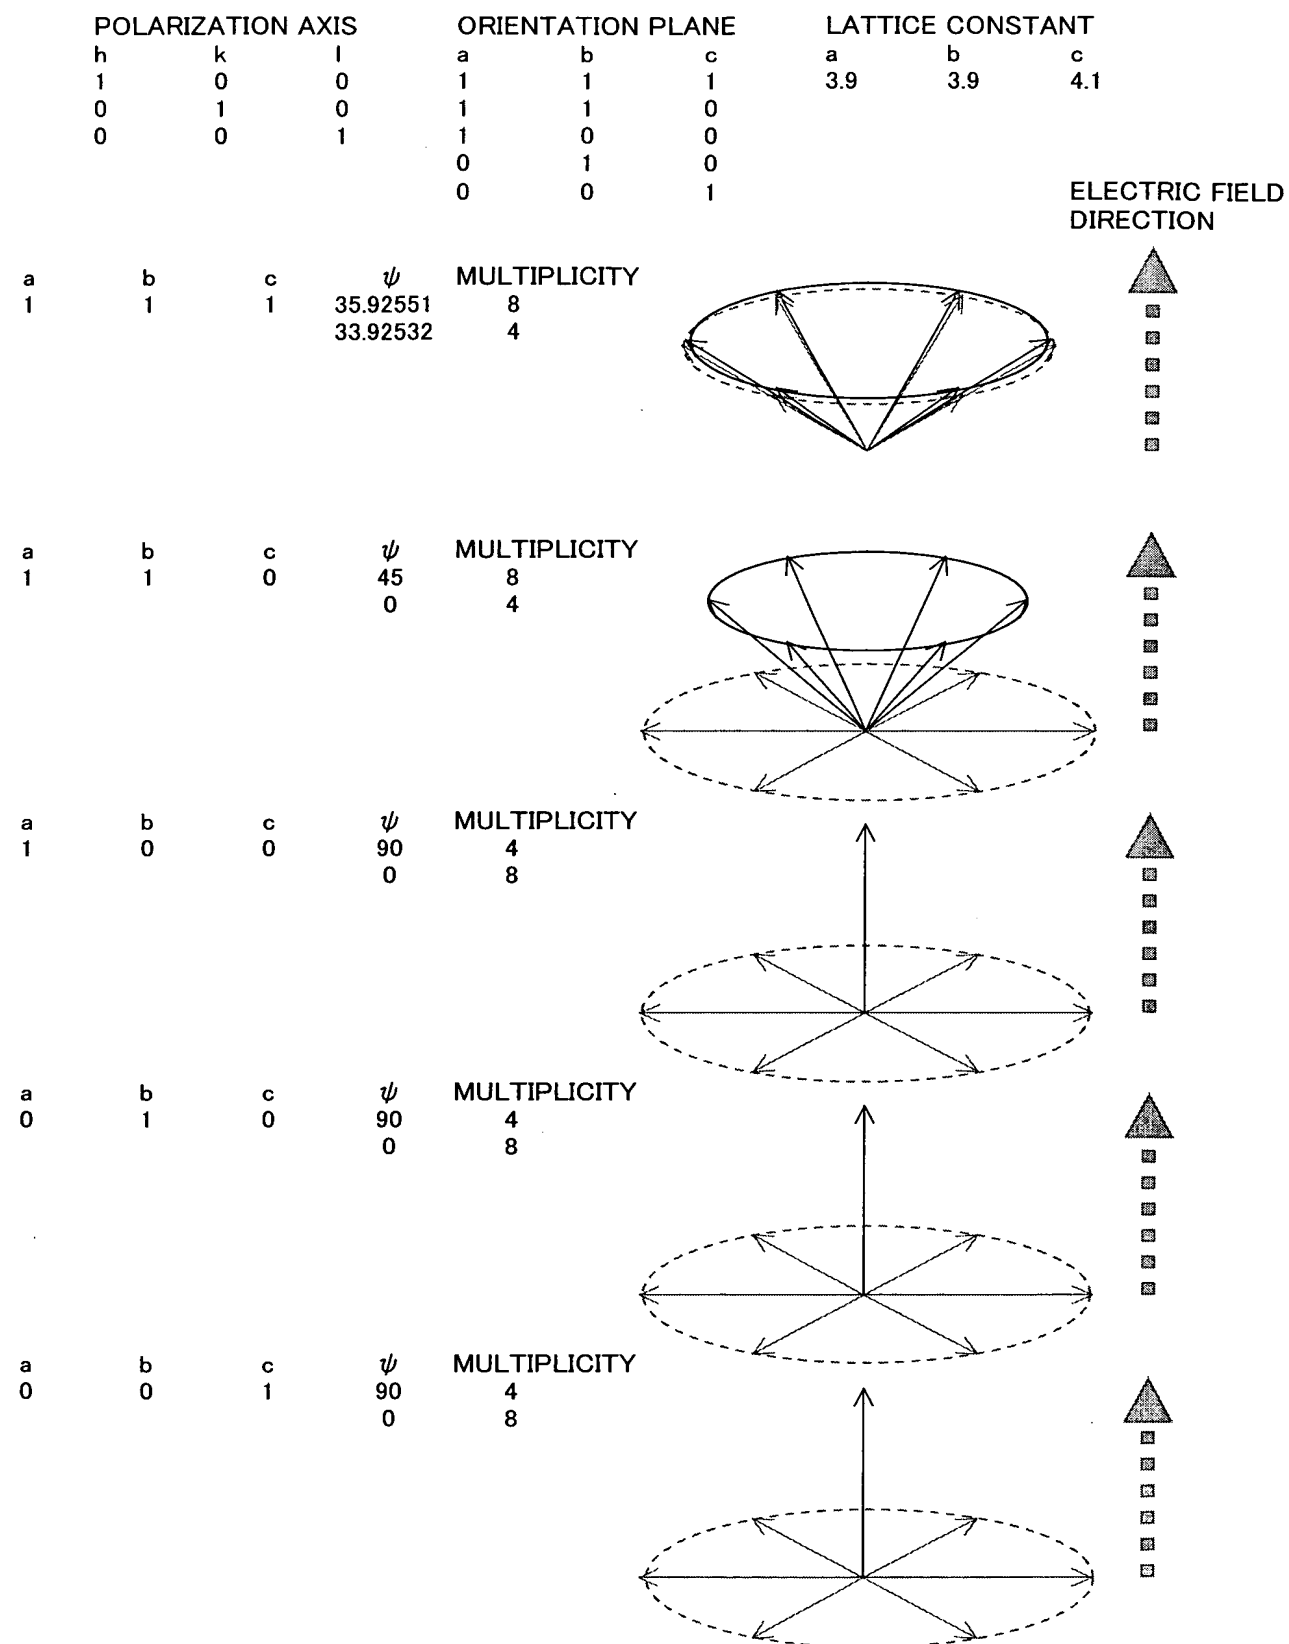 POLARIZATION AXIS ORIENTATION PLANE LATTICE CONSTANT
h k l a b c a b c
1 0 0 1 1 1 3.9 3.9 4.1
0 1 0 1 1 0
0 0 1 1 0 0
0 1 0
0 0 1
ELECTRIC FIELD
DIRECTION
a b c ψ MULTIPLICITY
1 1 1 35.92551 8
33.92532 4
a b c ψ MULTIPLICITY
1 1 0 45 8
0 4
a b c ψ MULTIPLICITY
1 0 0 90 4
0 8
a b c ψ MULTIPLICITY
0 1 0 90 4
0 8
a b c ψ MULTIPLICITY
0 0 1 90 4
0 8